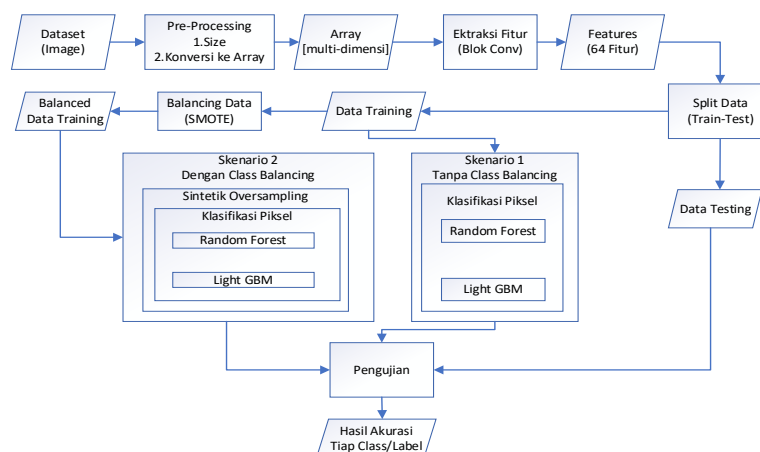 Dataset
(Image)
Pre-Processing
1.Size
2.Konversi ke Array
Array
[multi-dimensi]
Ektraksi Fitur
(Blok Conv)
Features
(64 Fitur)
Balanced
Data Training
Balancing Data
(SMOTE)
Data Training
Split Data
(Train-Test)
Skenario 2
Dengan Class Balancing
Sintetik Oversampling
Klasifikasi Piksel
Random Forest
Light GBM
Skenario 1
Tanpa Class Balancing
Klasifikasi Piksel
Random Forest
Light GBM
Data Testing
Pengujian
Hasil Akurasi
Tiap Class/Label